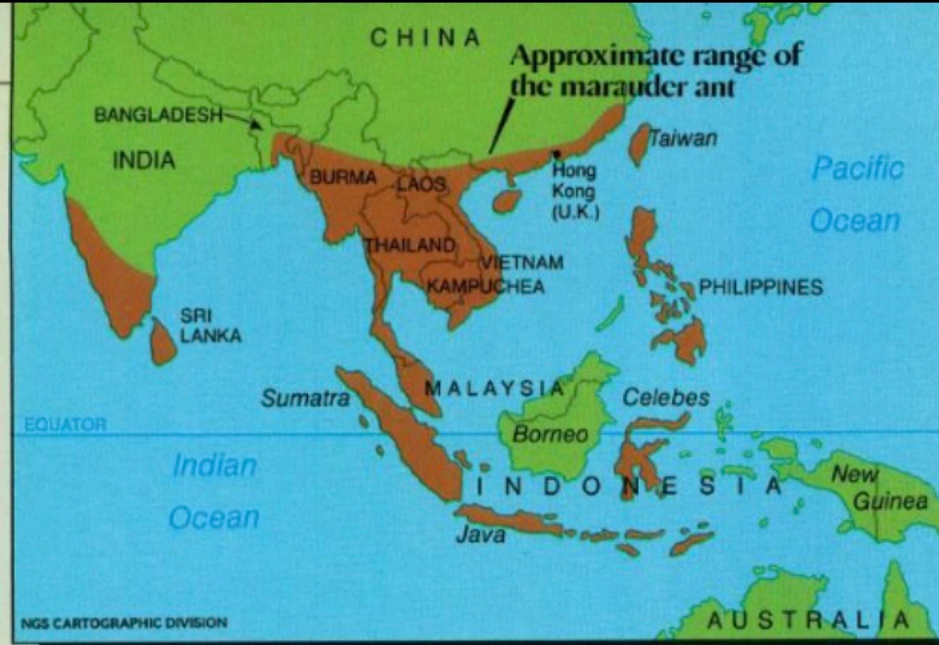 CHINA
Approximate range of
the marauder ant
BANGLADESH
INDIA
Taiwan
BURMA
LAOS
Hong
Kong
(U.K.)
Pacific
Ocean
THAILAND
VIETNAM
KAMPUCHEA
PHILIPPINES
SRI
LANKA
MALAYSIA
Sumatra
Celebes
EQUATOR
Borneo
Indian
Ocean
INDONESIA
New
Guinea
Java
AUSTRALIA
NGS CARTOGRAPHIC DIVISION